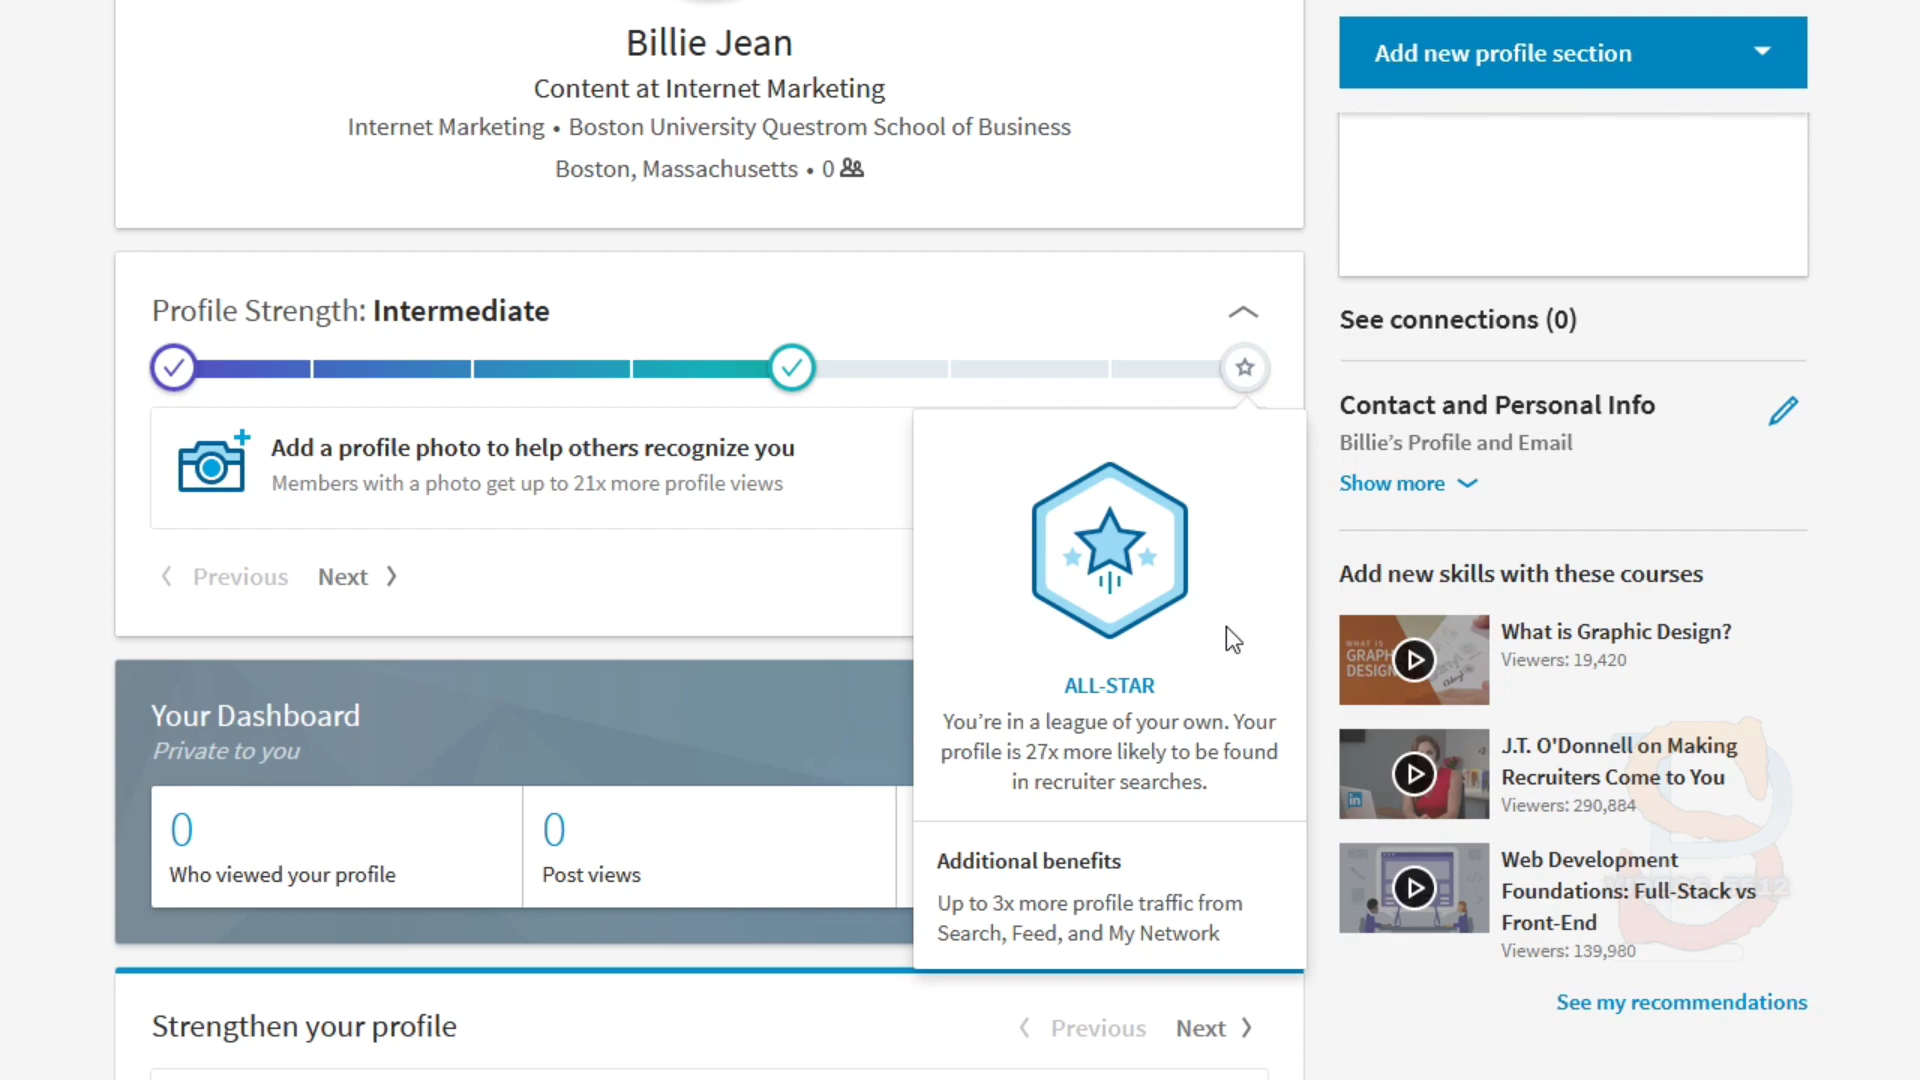 Billie Jean
Content at Internet Marketing
Internet Marketing • Boston University Questrom School of Business
Boston, Massachusetts • 0
Add new profile section
Profile Strength: Intermediate
Add a profile photo to help others recognize you
Members with a photo get up to 21x more profile views
Previous
Next
ALL-STAR
You’re in a league of your own. Your
profile is 27x more likely to be found
in recruiter searches.
Additional benefits
Up to 3x more profile traffic from
Search, Feed, and My Network
Your Dashboard
Private to you
0
Who viewed your profile
0
Post views
Strengthen your profile
Previous
Next
See connections (0)
Contact and Personal Info
Billie’s Profile and Email
Show more
Add new skills with these courses
WHAT IS
GRAPH
DESIGN
What is Graphic Design?
Viewers: 19,420
in
J.T. O'Donnell on Making
Recruiters Come to You
Viewers: 290,884
Web Development
Foundations: Full-Stack vs
Front-End
Viewers: 139,980
See my recommendations